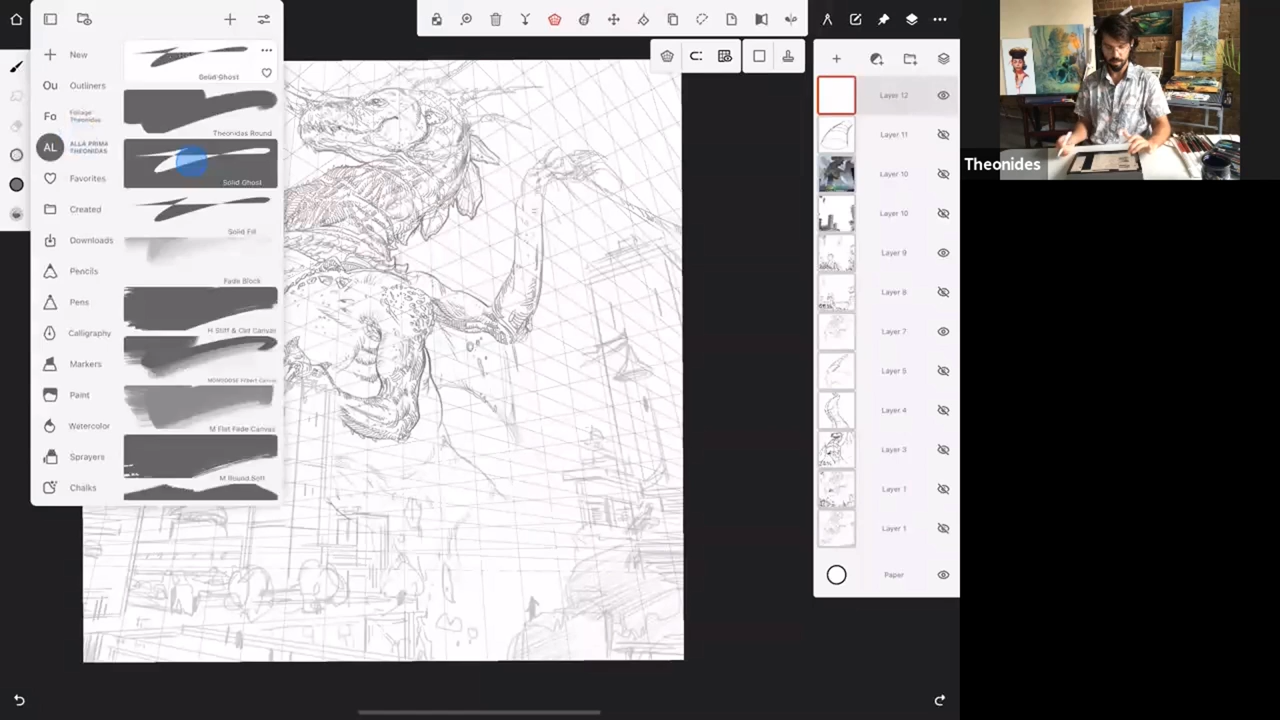 New
Solid Ghost
Ou Outliners
Fo Foliage Theonidas
Theonidas Round
AL ALLA PRIMA THEONIDAS
Solid Ghost
Favorites
Created
Solid Fill
Downloads
Pencils
Fade Block
Pens
H Stiff & Clot Canvas
Calligraphy
Markers
Paint
M Flat Fade Canvas
Watercolor
Sprayers
M Round Soft
Chalks
Layer 12
Layer 11
Layer 10
Layer 10
Layer 9
Layer 8
Layer 7
Layer 5
Layer 4
Layer 3
Layer 1
Layer 1
Paper
Theonides